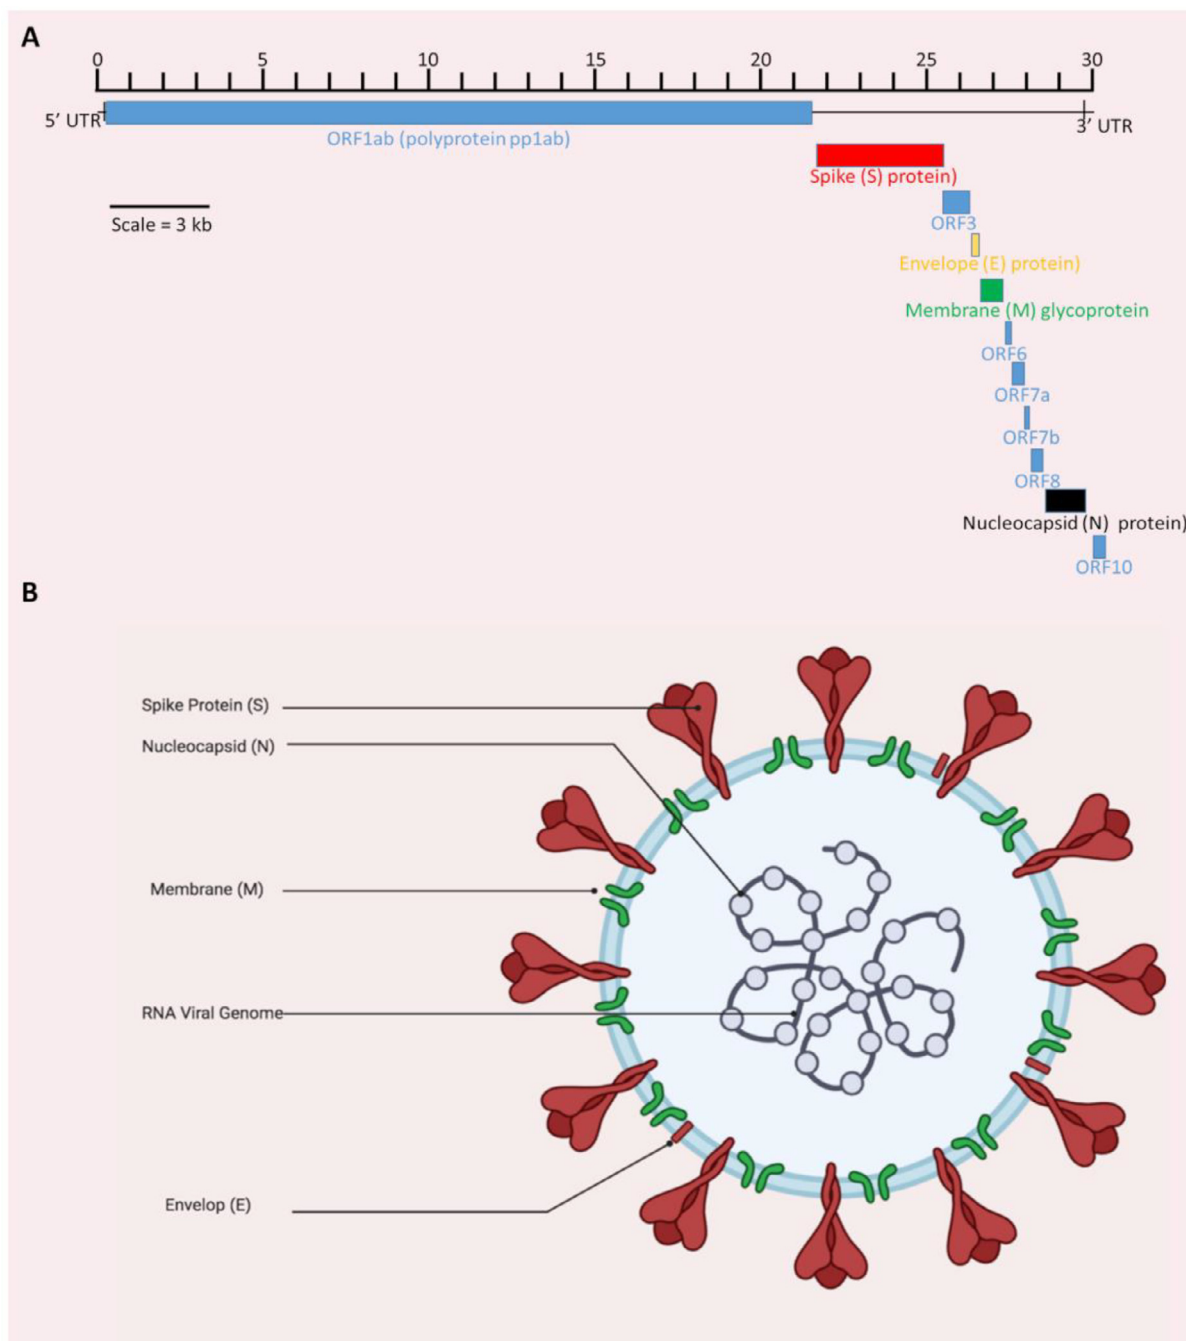 A
0 5 10 15 20 25 30
5’ UTR
3’ UTR
ORF1ab (polyprotein pp1ab)
Spike (S) protein)
Scale = 3 kb
ORF3
Envelope (E) protein)
Membrane (M) glycoprotein
ORF6
ORF7a
ORF7b
ORF8
Nucleocapsid (N) protein)
ORF10
B
Spike Protein (S)
Nucleocapsid (N)
Membrane (M)
RNA Viral Genome
Envelop (E)